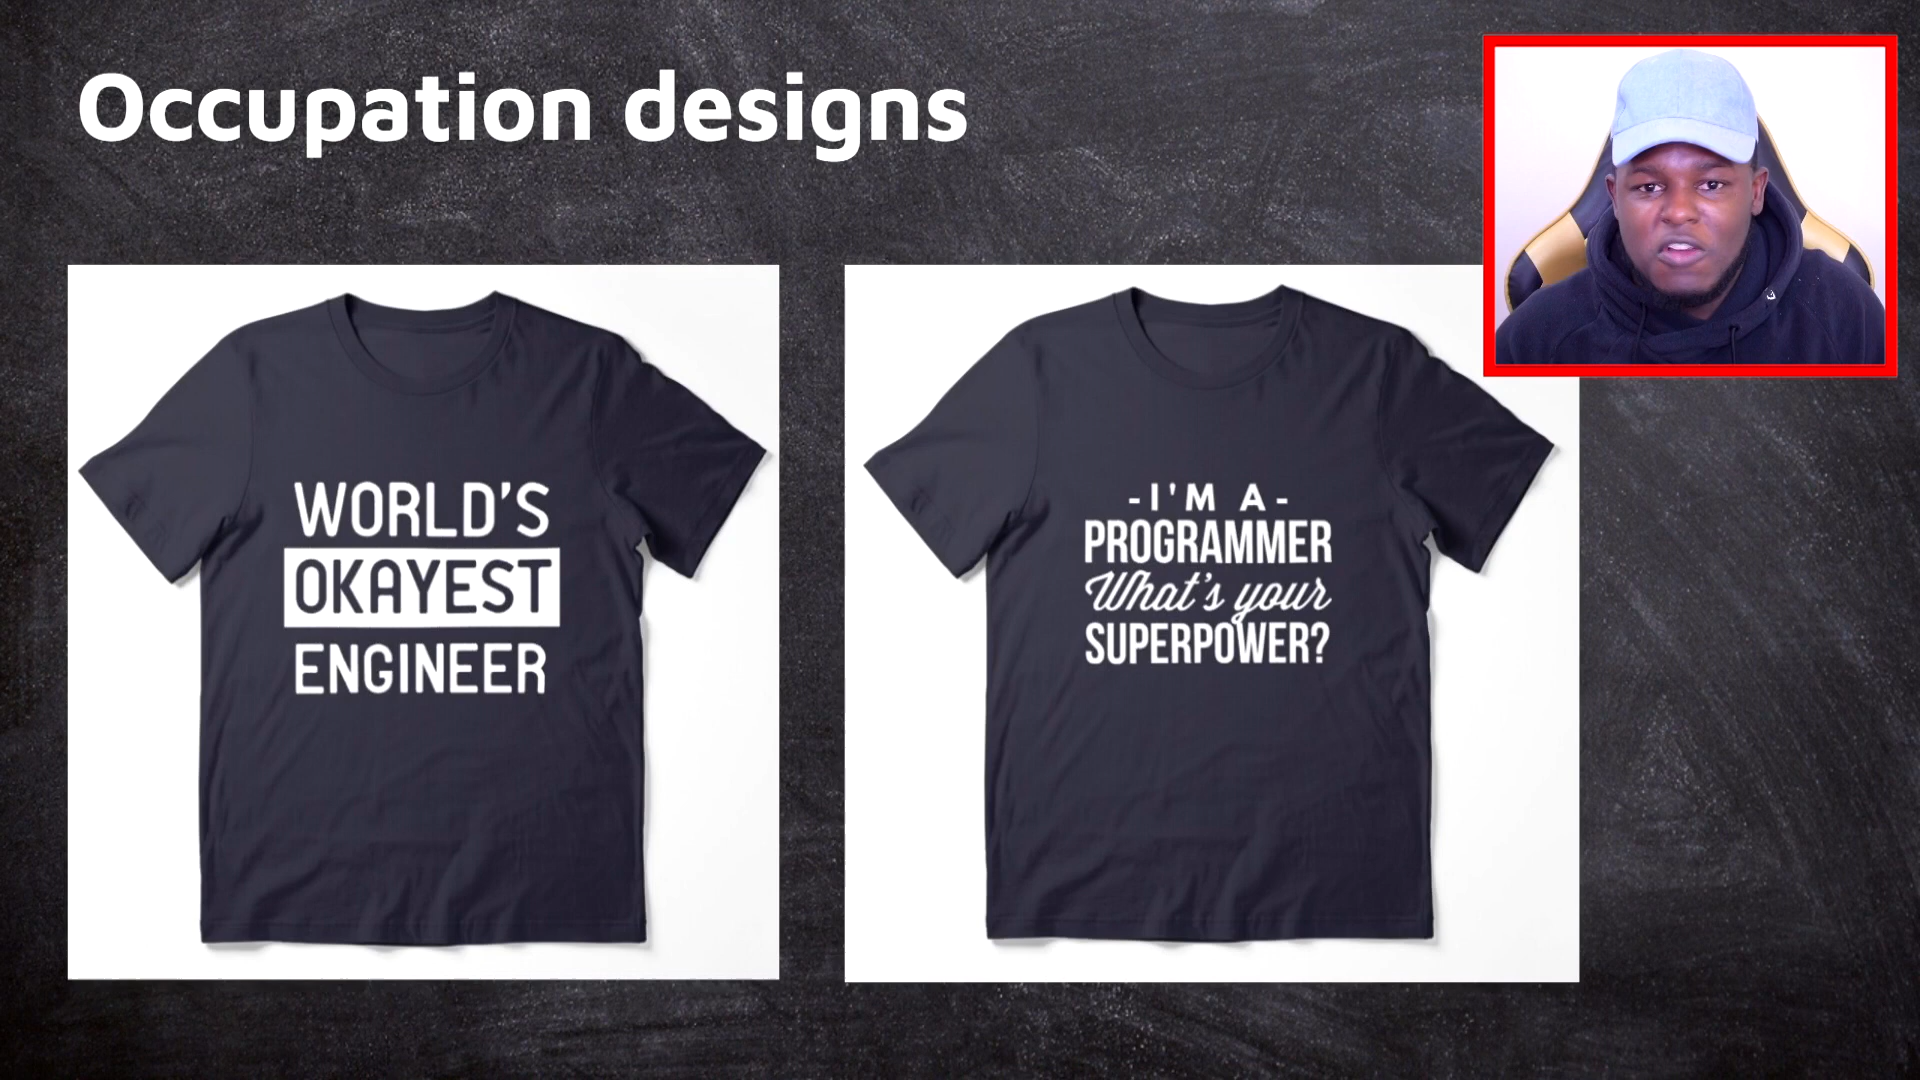 Occupation designs
WORLD'S
OKAYEST
ENGINEER
-I'M A-
PROGRAMMER
What's your
SUPERPOWER?